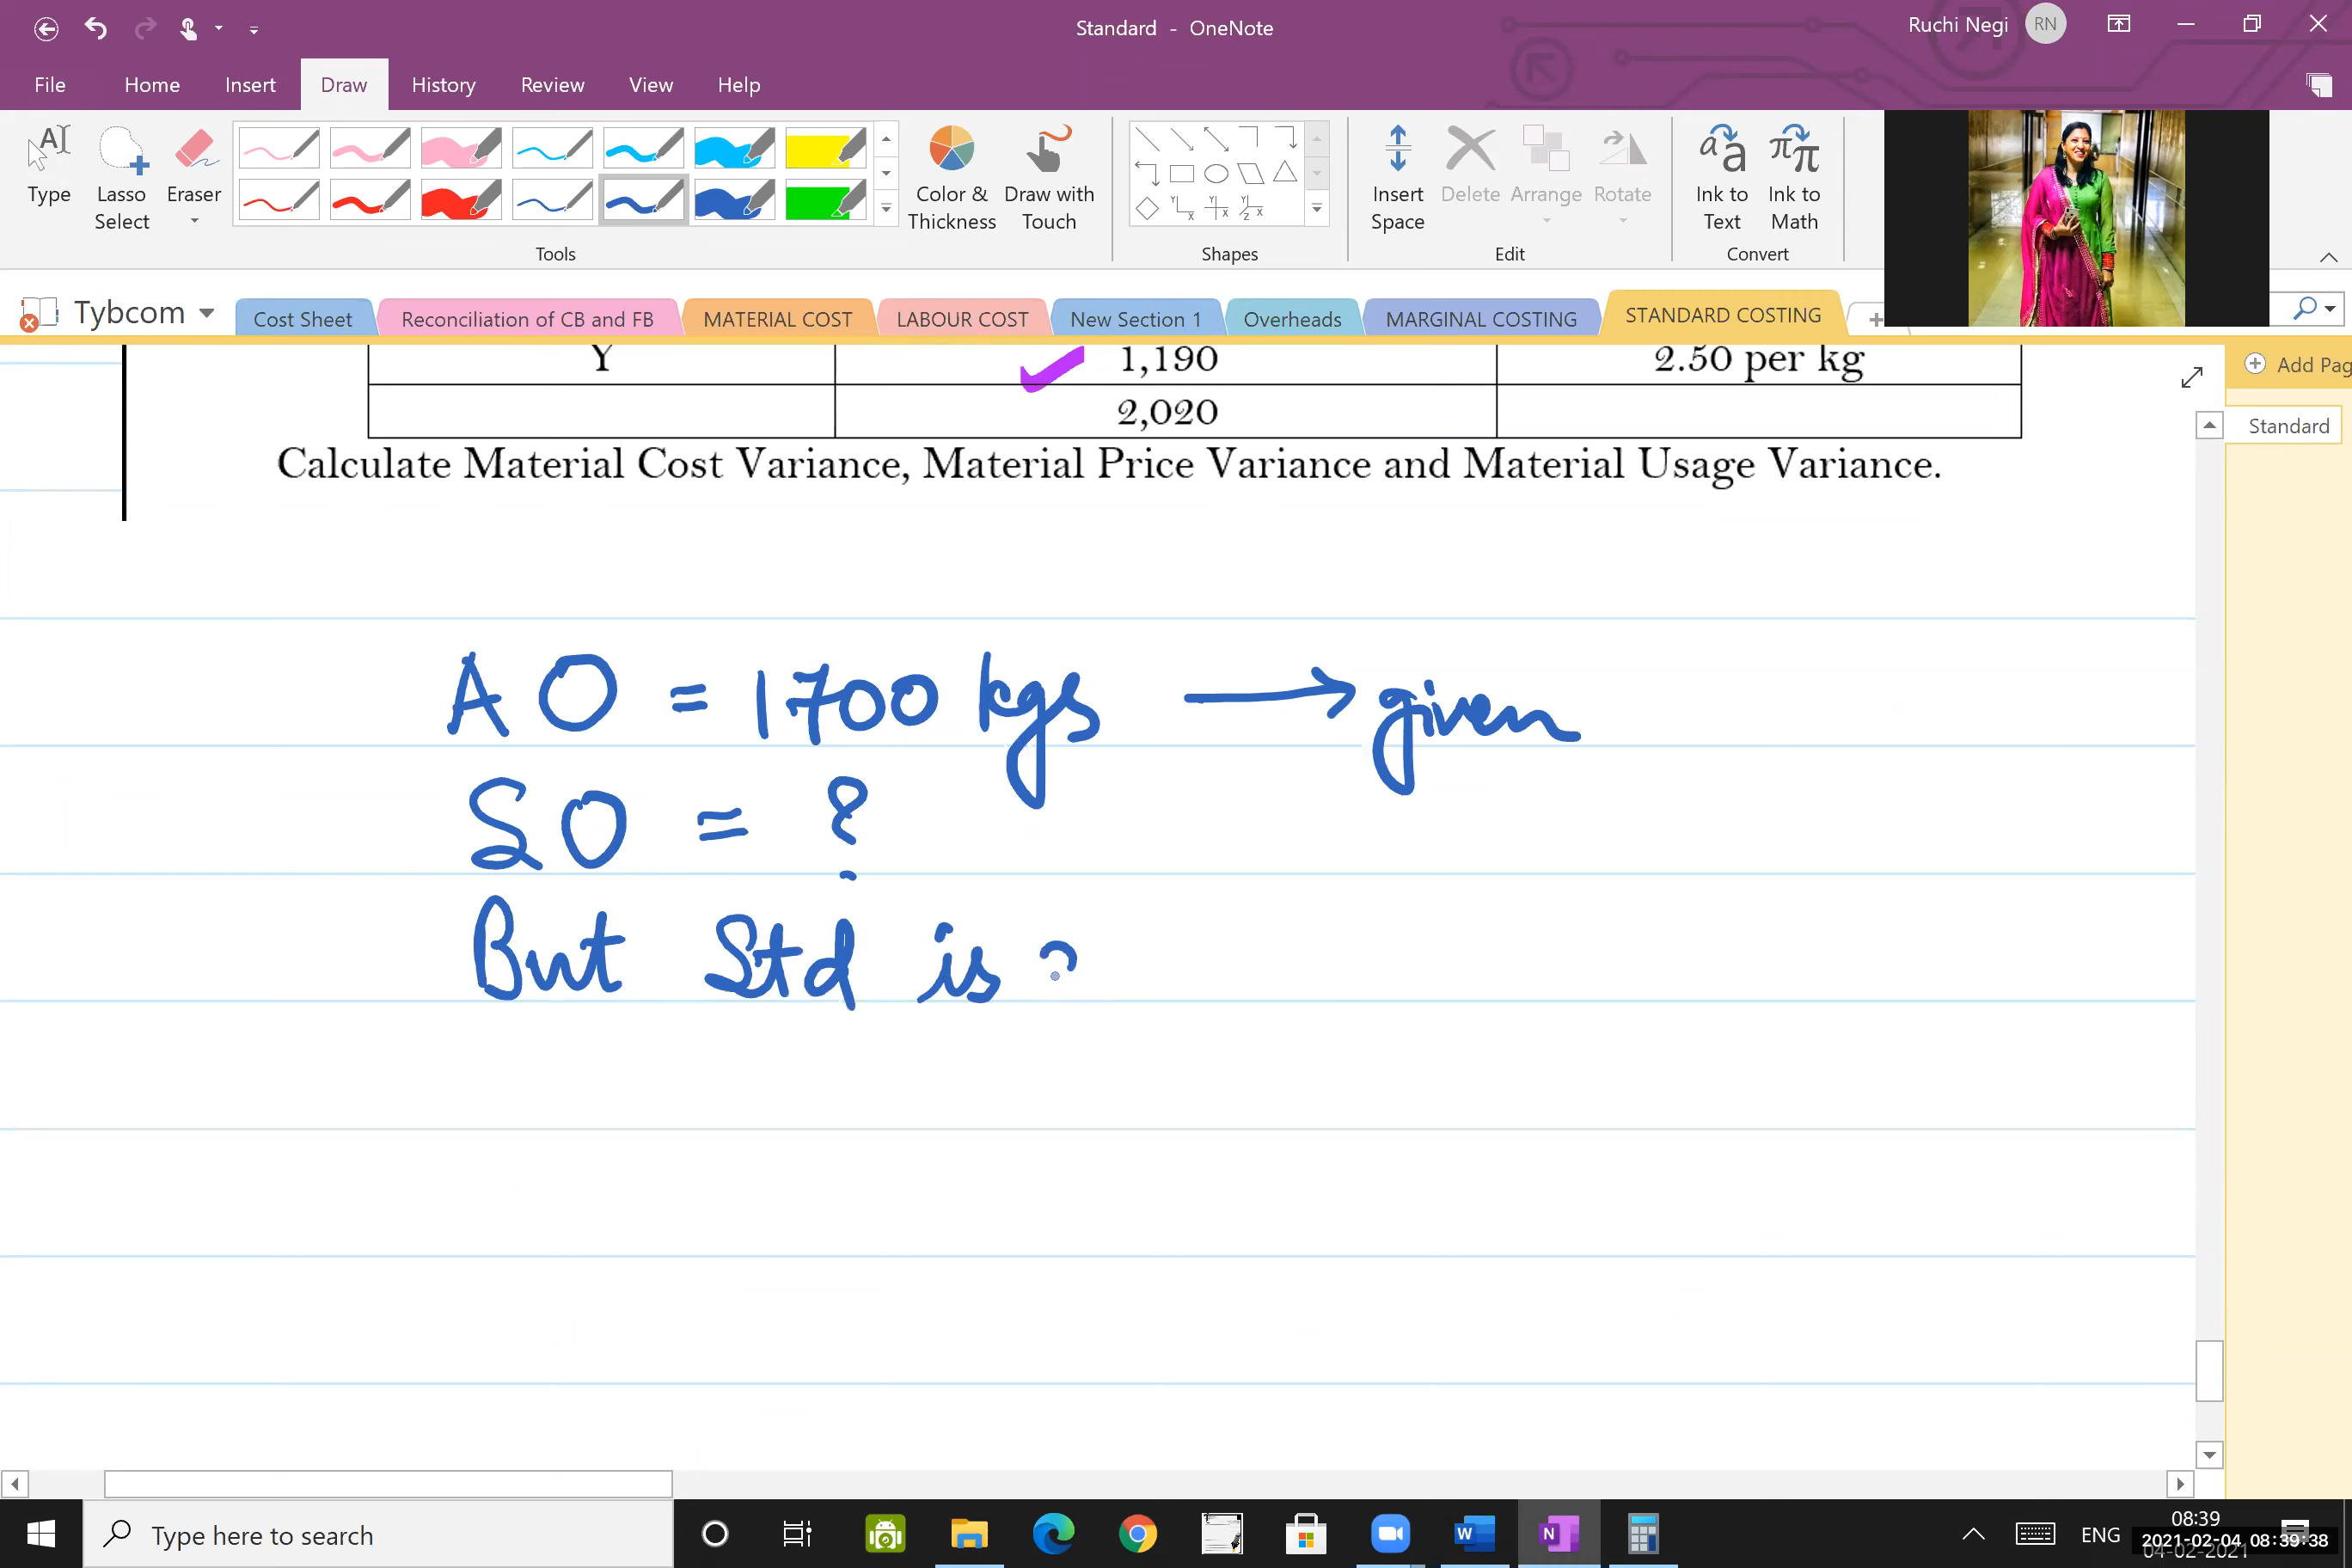 Standard - OneNote
Ruchi Negi RN
File Home Insert Draw History Review View Help
Type
Lasso Select
Eraser
Color & Thickness
Draw with Touch
Insert Space
Delete
Arrange
Rotate
Ink to Text
Ink to Math
Tools Shapes Edit Convert
Tybcom
Cost Sheet
Reconciliation of CB and FB
MATERIAL COST
LABOUR COST
New Section 1
Overheads
MARGINAL COSTING
STANDARD COSTING
Add Pag
Standard
Y 1,190 2.50 per kg
2,020
Calculate Material Cost Variance, Material Price Variance and Material Usage Variance.
AO = 1700 kgs → given
SO = ?
But Std is
Type here to search
ENG
08:39
2021-02-04 08:39:38
04-02-2021